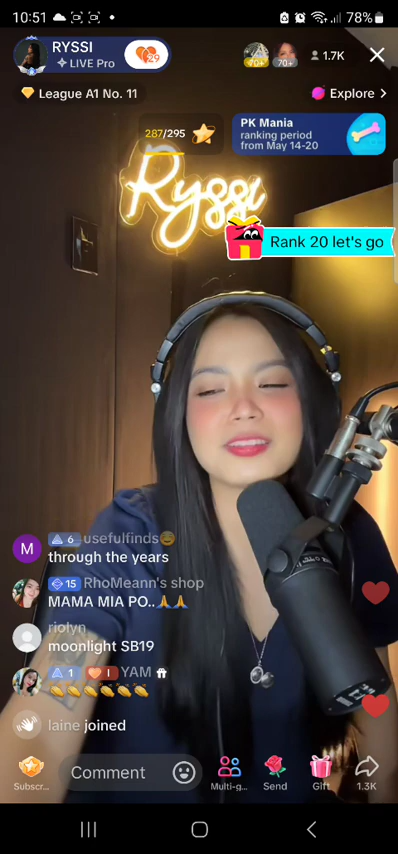 10:51
78%
RYSSI
LIVE Pro
29
70+
70+
1.7K
League A1 No. 11
Explore >
287/295
PK Mania
ranking period
from May 14-20
Ryssi
Rank 20 let's go
M
6
usefulfinds
through the years
15
RhoMeann's shop
MAMA MIA PO..🙏🙏
riolyn
moonlight SB19
1
I
YAM
👏👏👏👏👏👏
laine joined
Subscr...
Comment
Multi-g...
Send
Gift
1.3K